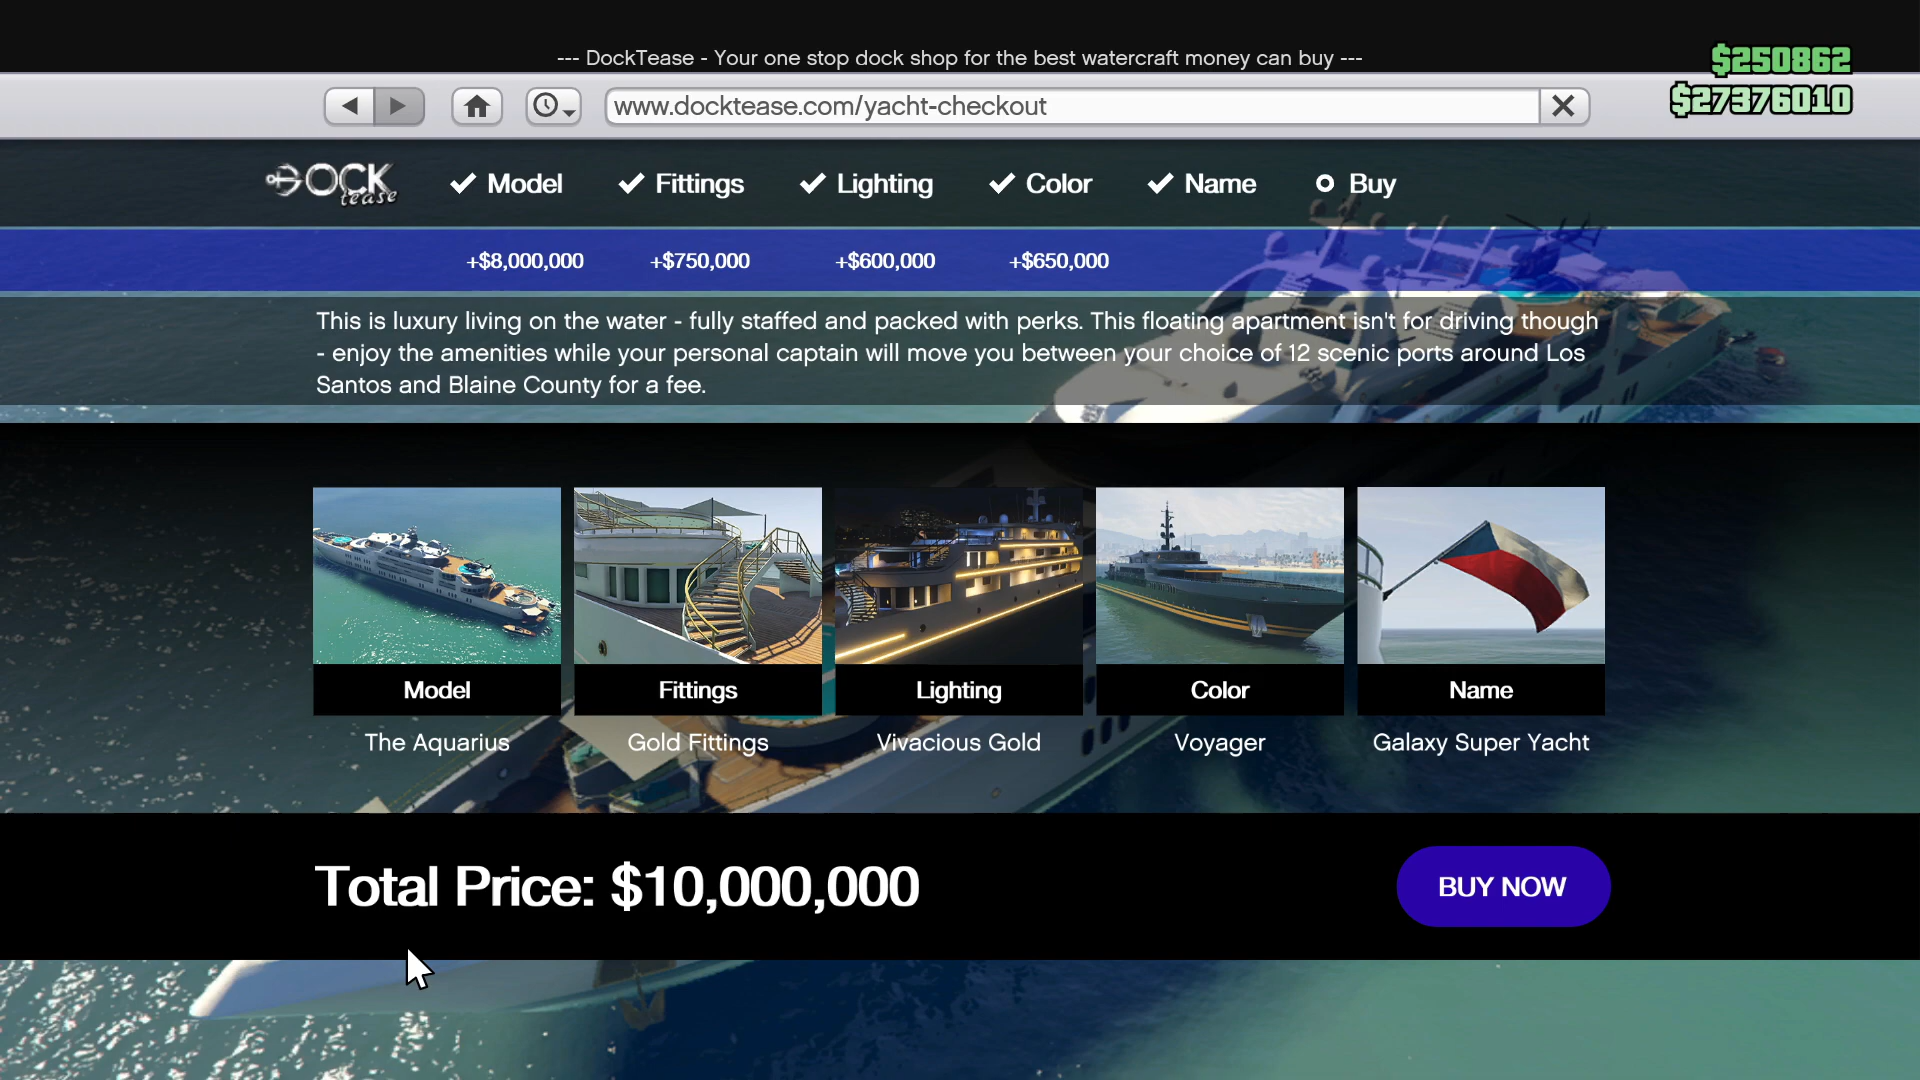 --- DockTease - Your one stop dock shop for the best watercraft money can buy ---
$250862
$27376010
www.docktease.com/yacht-checkout
DOCK tease
Model Fittings Lighting Color Name Buy
+$8,000,000 +$750,000 +$600,000 +$650,000
This is luxury living on the water - fully staffed and packed with perks. This floating apartment isn't for driving though
- enjoy the amenities while your personal captain will move you between your choice of 12 scenic ports around Los
Santos and Blaine County for a fee.
Model Fittings Lighting Color Name
The Aquarius Gold Fittings Vivacious Gold Voyager Galaxy Super Yacht
Total Price: $10,000,000
BUY NOW